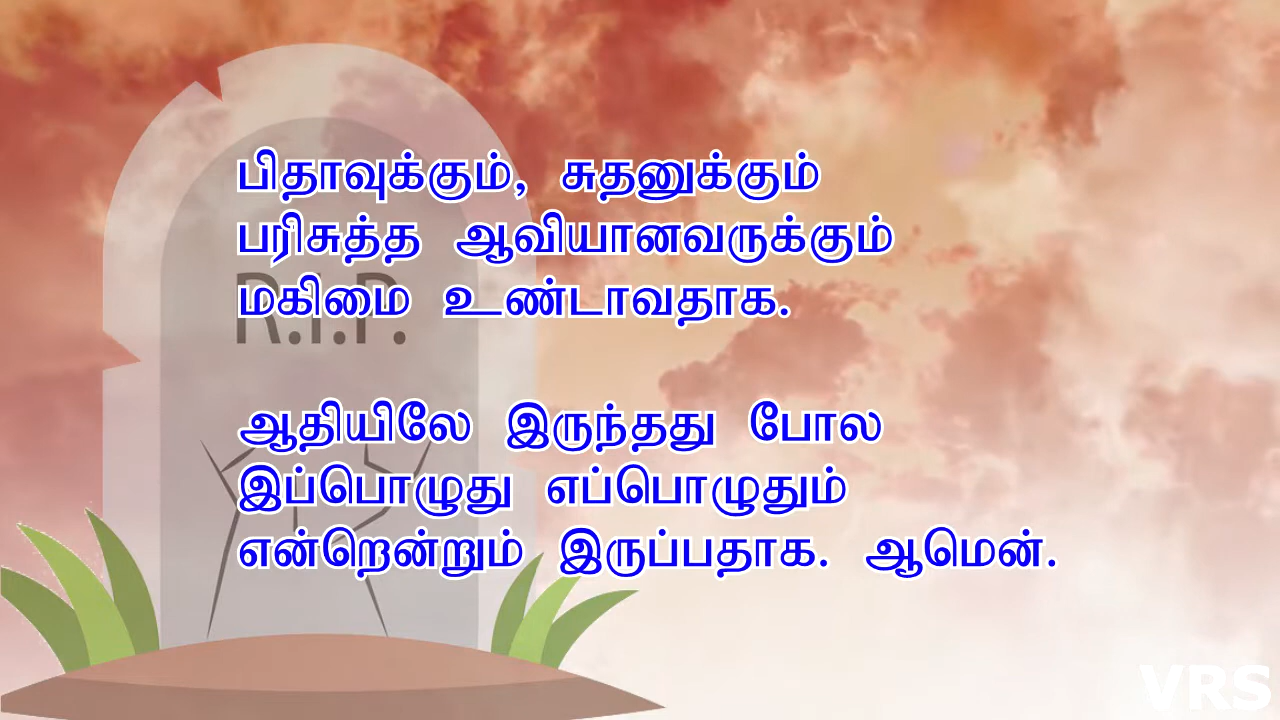 பிதாவுக்கும், சுதனுக்கும்
பரிசுத்த ஆவியானவருக்கும்
மகிமை உண்டாவதாக.
R.I.P.
ஆதியிலே இருந்தது போல
இப்பொழுது எப்பொழுதும்
என்றென்றும் இருப்பதாக. ஆமென்.
VRS